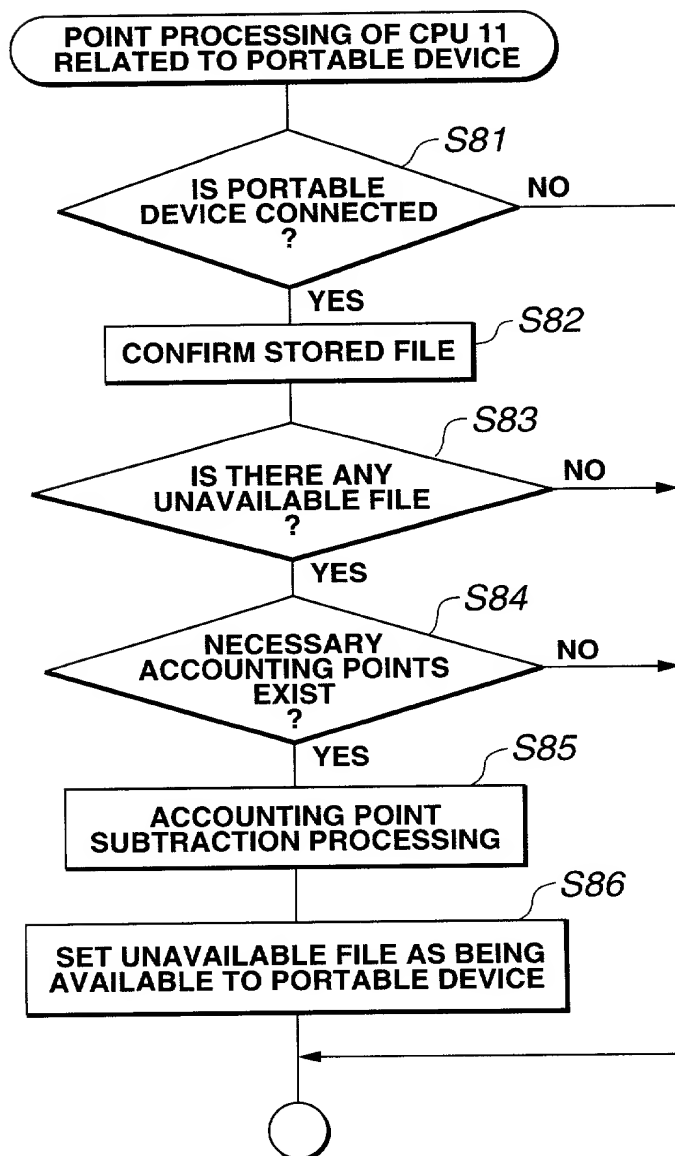 POINT PROCESSING OF CPU 11
RELATED TO PORTABLE DEVICE
S81
IS PORTABLE
DEVICE CONNECTED
?
NO
YES
S82
CONFIRM STORED FILE
S83
IS THERE ANY
UNAVAILABLE FILE
?
NO
YES
S84
NECESSARY
ACCOUNTING POINTS
EXIST
?
NO
YES
S85
ACCOUNTING POINT
SUBTRACTION PROCESSING
S86
SET UNAVAILABLE FILE AS BEING
AVAILABLE TO PORTABLE DEVICE